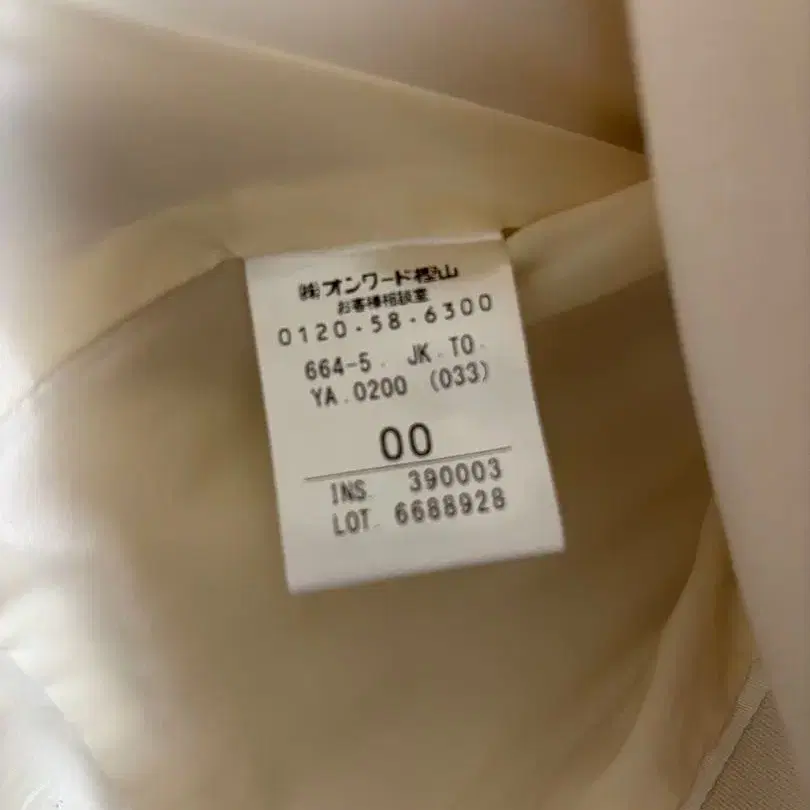 ㈱オンワード樫山
お客様相談室
0120-58-6300
664-5. JK.TO.
YA.0200 (033)
00
INS. 390003
LOT. 6688928